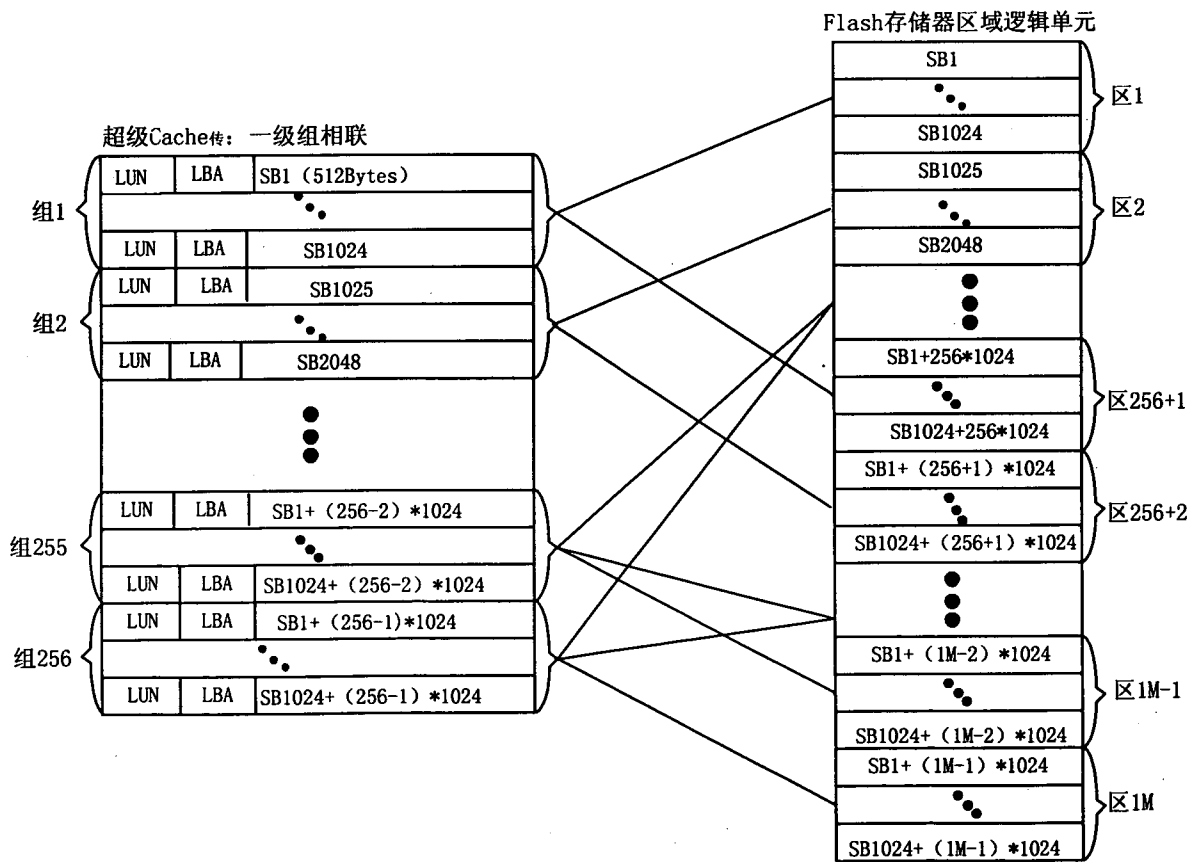 Flash存储器区域逻辑单元
超级Cache传：一级组相联
组1
LUN LBA SB1（512Bytes）
LUN LBA SB1024
组2
LUN LBA SB1025
LUN LBA SB2048
组255
LUN LBA SB1+（256-2）*1024
LUN LBA SB1024+（256-2）*1024
组256
LUN LBA SB1+（256-1)*1024
LUN LBA SB1024+（256-1）*1024
SB1
SB1024
区1
SB1025
SB2048
区2
SB1+256*1024
SB1024+256*1024
区256+1
SB1+（256+1）*1024
SB1024+（256+1）*1024
区256+2
SB1+（1M-2）*1024
SB1024+（1M-2）*1024
区1M-1
SB1+（1M-1）*1024
SB1024+（1M-1）*1024
区1M